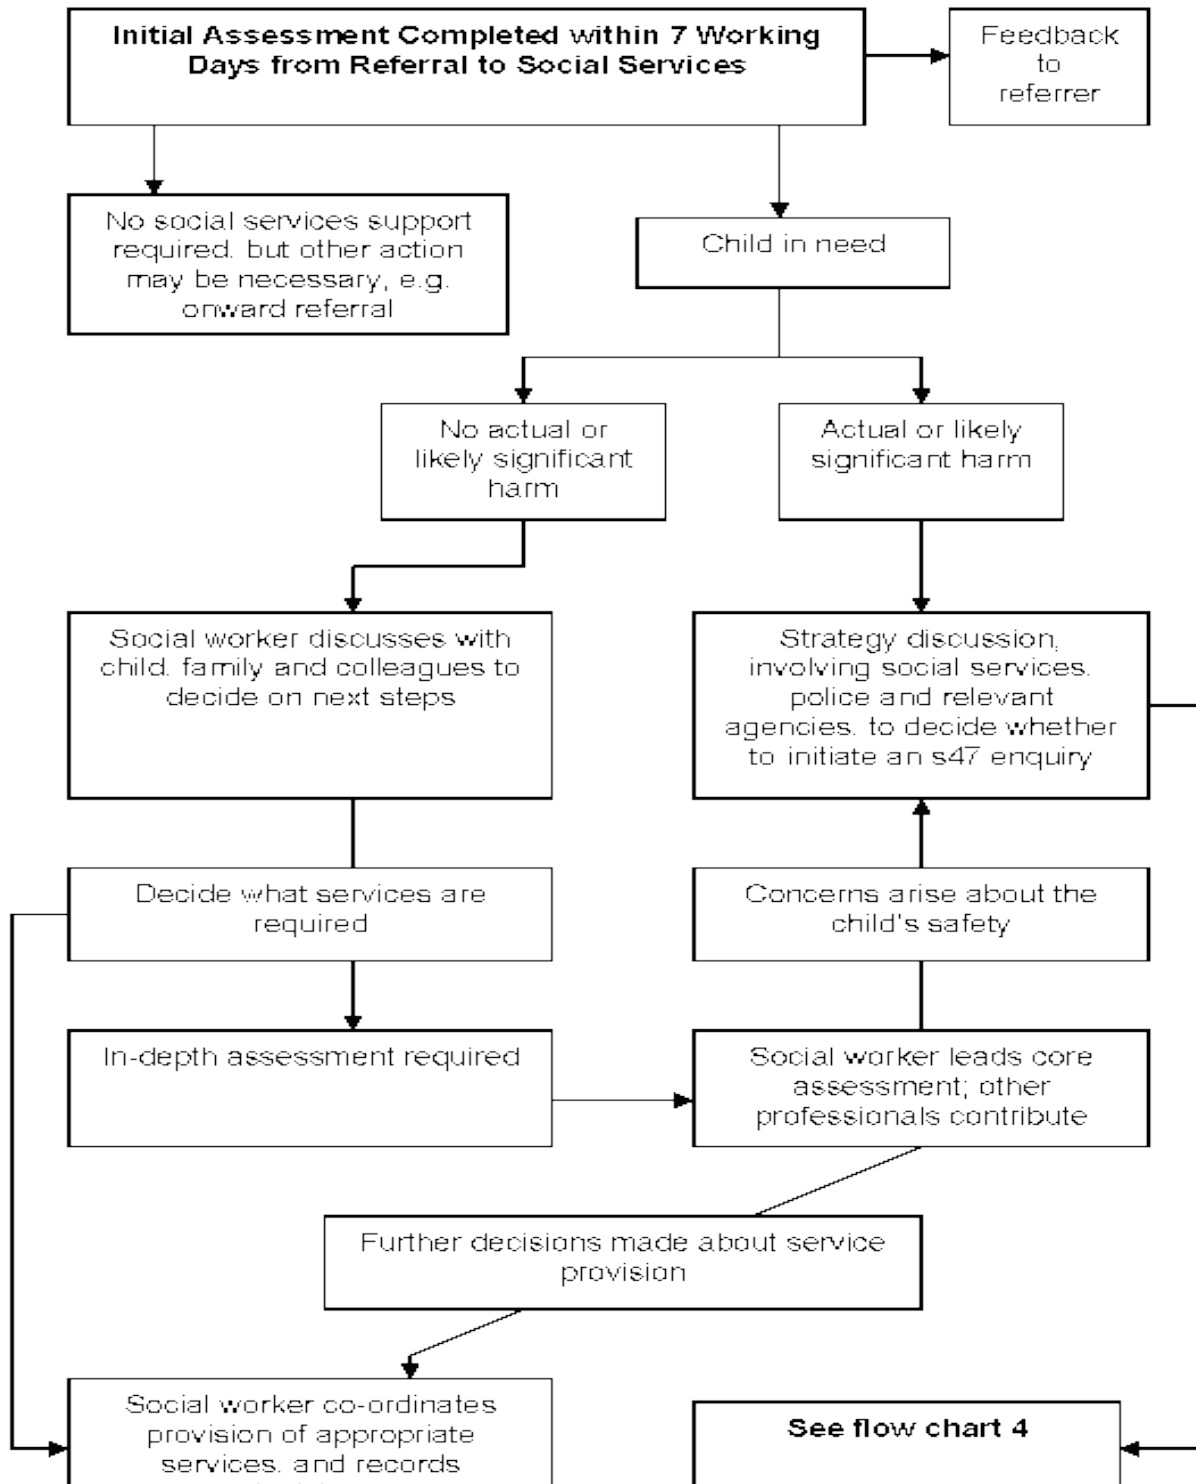 Initial Assessment Completed within 7 Working
Days from Referral to Social Services
Feedback
to
referrer
No social services support
required. but other action
may be necessary, e.g.
onward referral
Child in need
No actual or
likely significant
harm
Actual or likely
significant harm
Social worker discusses with
child. family and colleagues to
decide on next steps
Strategy discussion,
involving social services.
police and relevant
agencies. to decide whether
to initiate an s47 enquiry
Decide what services are
required
Concerns arise about the
child's safety
In-depth assessment required
Social worker leads core
assessment; other
professionals contribute
Further decisions made about service
provision
Social worker co-ordinates
provision of appropriate
services. and records
See flow chart 4